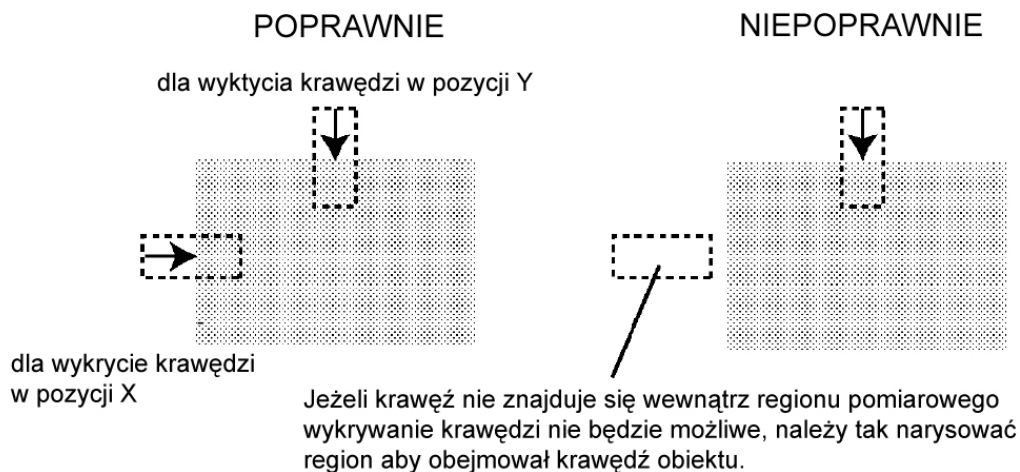 POPRAWNIE
NIEPOPRAWNIE
dla wyktycia krawędzi w pozycji Y
dla wykrycie krawędzi
w pozycji X
Jeżeli krawęź nie znajduje się wewnątrz regionu pomiarowego
wykrywanie krawędzi nie będzie możliwe, należy tak narysować
region aby obejmował krawędź obiektu.